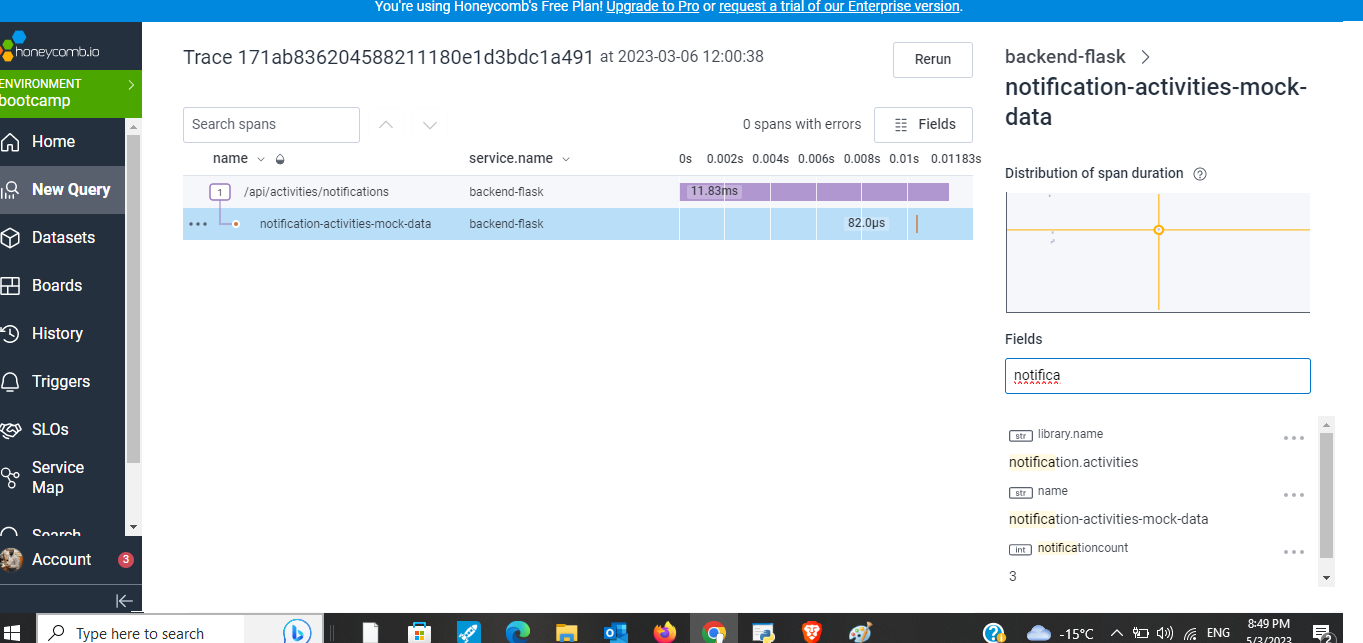 You're using Honeycomb's Free Plan! Upgrade to Pro or request a trial of our Enterprise version.
honeycomb.io
ENVIRONMENT
bootcamp
Home
New Query
Datasets
Boards
History
Triggers
SLOs
Service
Map
Search
Account 3
Trace 171ab836204588211180e1d3bdc1a491 at 2023-03-06 12:00:38
Rerun
Search spans
0 spans with errors
Fields
name
service.name
0s 0.002s 0.004s 0.006s 0.008s 0.01s 0.01183s
1 /api/activities/notifications backend-flask 11.83ms
notification-activities-mock-data backend-flask 82.0µs
backend-flask
notification-activities-mock-
data
Distribution of span duration ?
Fields
notifica
str library.name
notification.activities
str name
notification-activities-mock-data
int notificationcount
3
Type here to search
-15°C
ENG
8:49 PM
5/3/2023
2